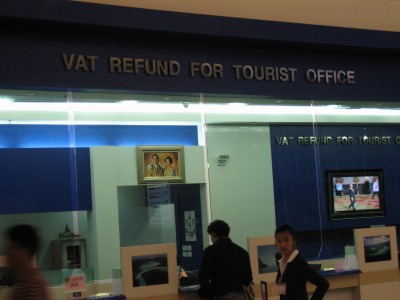 VAT REFUND FOR TOURIST OFFICE
VAT REFUND FOR TOURIST O